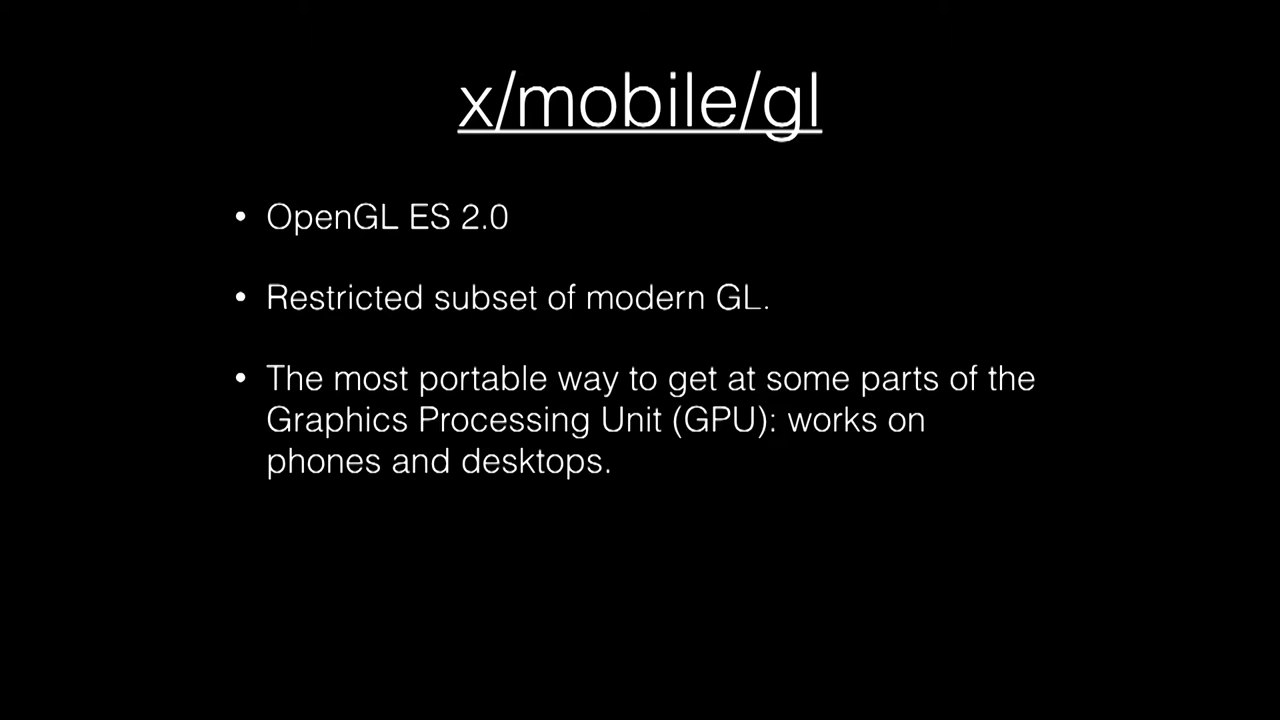 x/mobile/gl
• OpenGL ES 2.0
• Restricted subset of modern GL.
• The most portable way to get at some parts of the
Graphics Processing Unit (GPU): works on
phones and desktops.